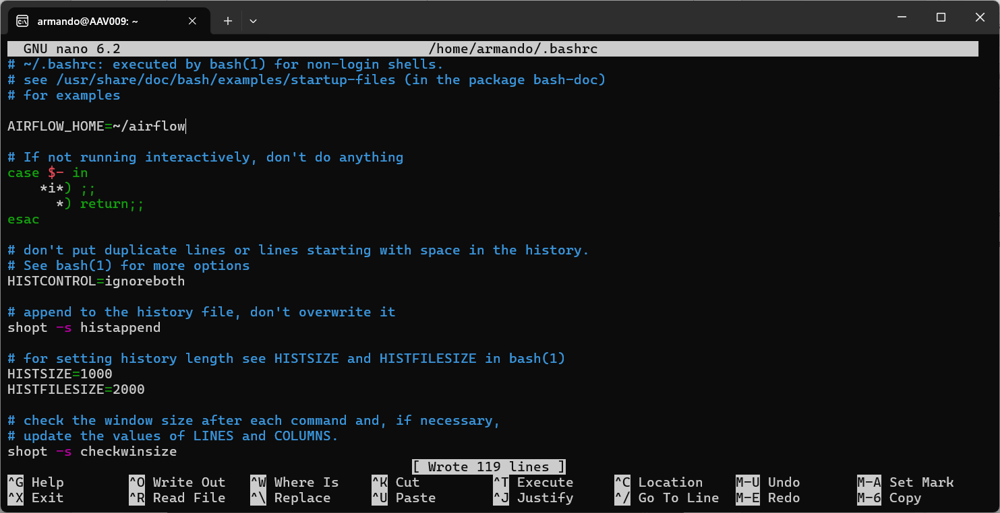 armando@AAV009: ~
GNU nano 6.2 /home/armando/.bashrc
# ~/.bashrc: executed by bash(1) for non-login shells.
# see /usr/share/doc/bash/examples/startup-files (in the package bash-doc)
# for examples

AIRFLOW_HOME=~/airflow

# If not running interactively, don't do anything
case $- in
    *i*) ;;
      *) return;;
esac

# don't put duplicate lines or lines starting with space in the history.
# See bash(1) for more options
HISTCONTROL=ignoreboth

# append to the history file, don't overwrite it
shopt -s histappend

# for setting history length see HISTSIZE and HISTFILESIZE in bash(1)
HISTSIZE=1000
HISTFILESIZE=2000

# check the window size after each command and, if necessary,
# update the values of LINES and COLUMNS.
shopt -s checkwinsize
[ Wrote 119 lines ]
^G Help ^O Write Out ^W Where Is ^K Cut ^T Execute ^C Location M-U Undo M-A Set Mark
^X Exit ^R Read File ^\ Replace ^U Paste ^J Justify ^/ Go To Line M-E Redo M-6 Copy